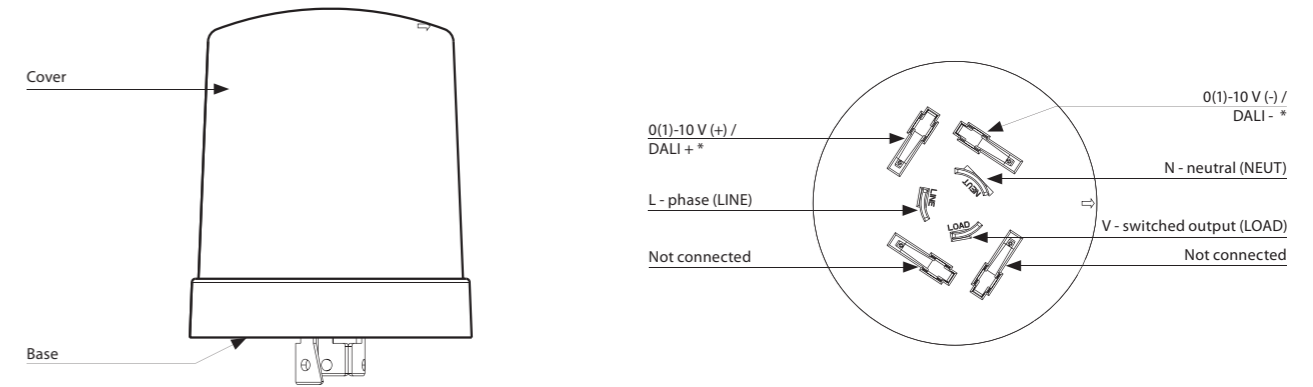 Cover
Base
0(1)-10 V (+) /
DALI + *
L - phase (LINE)
Not connected
0(1)-10 V (-) /
DALI - *
N - neutral (NEUT)
V - switched output (LOAD)
Not connected
NEUT
LINE
LOAD